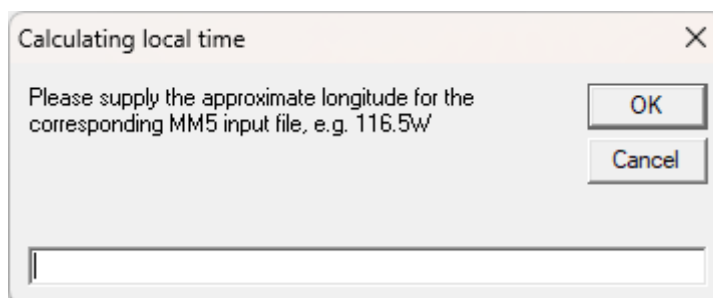 Calculating local time
Please supply the approximate longitude for the
corresponding MM5 input file, e.g. 116.5W
OK
Cancel